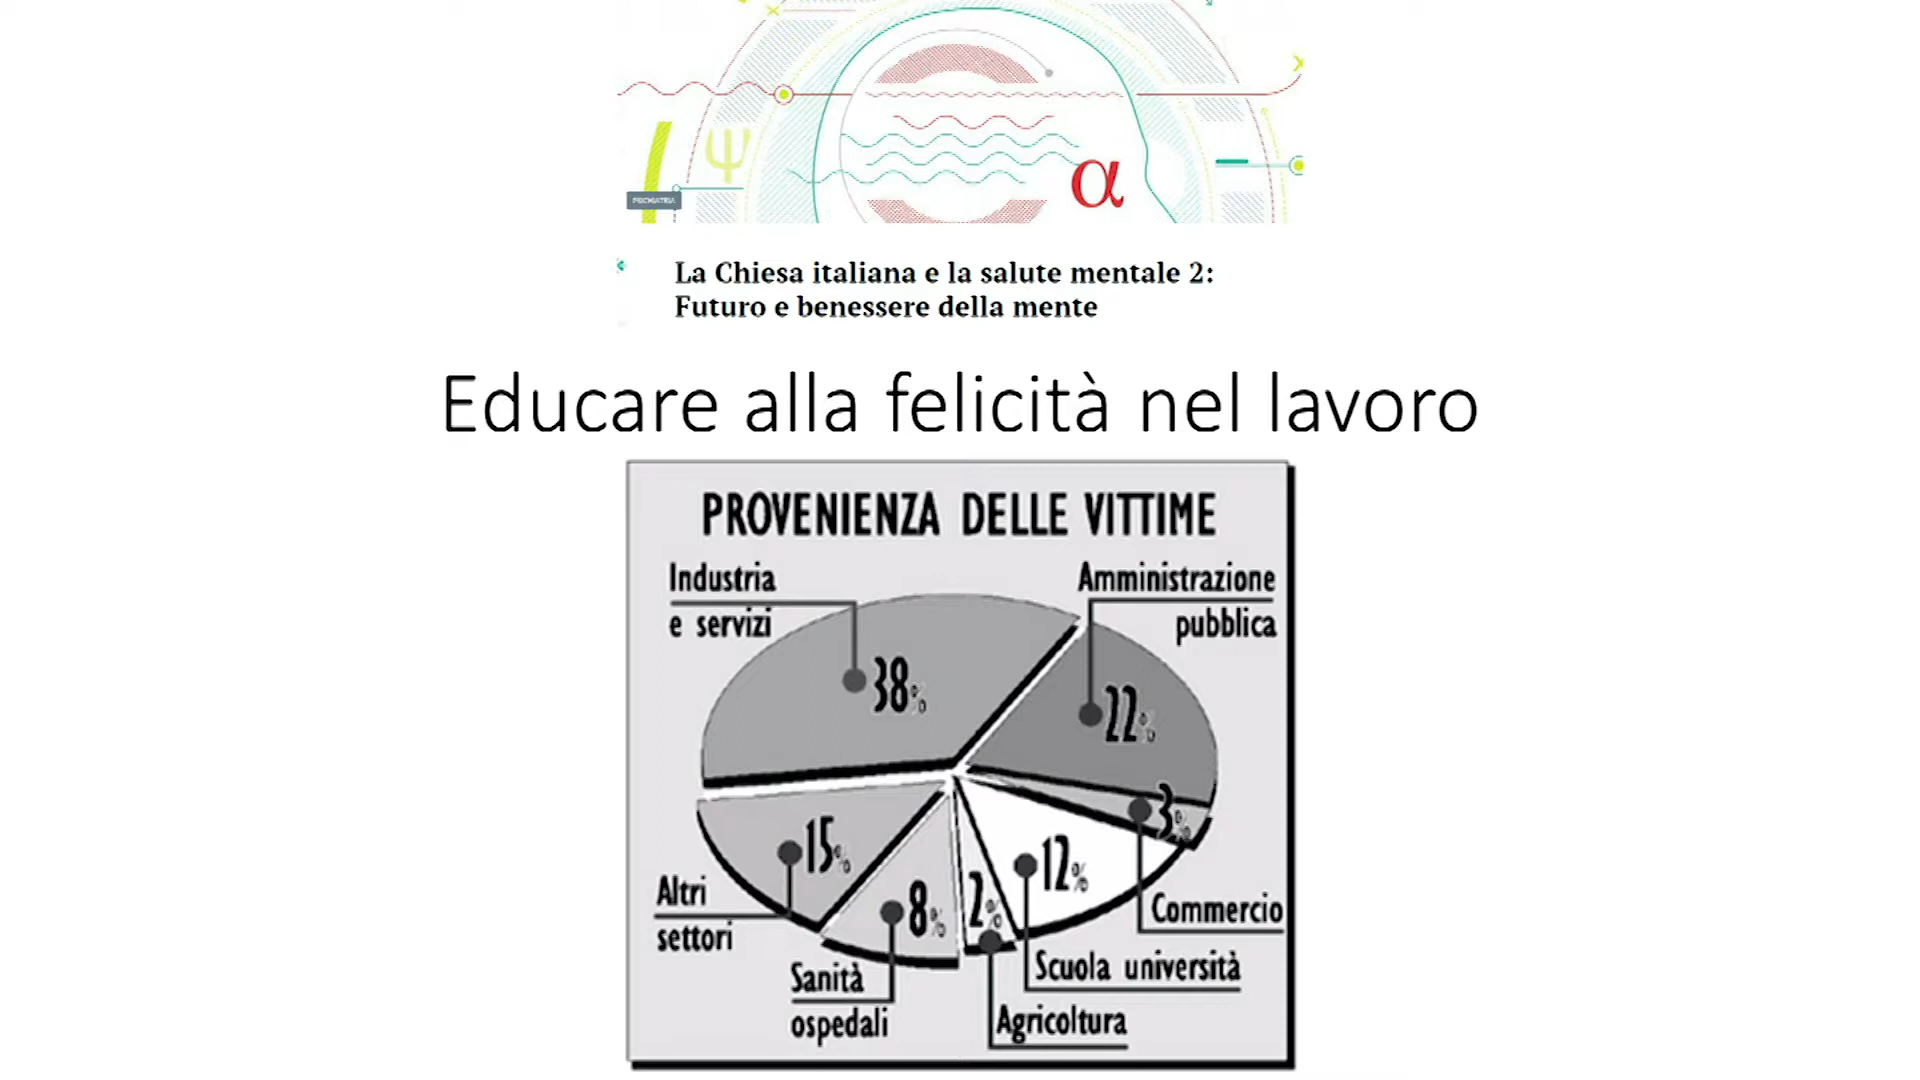 ψ
α
PSICHIATRIA
La Chiesa italiana e la salute mentale 2:
Futuro e benessere della mente
Educare alla felicità nel lavoro
PROVENIENZA DELLE VITTIME
Industria
e servizi
38%
Amministrazione
pubblica
22%
3%
Commercio
12%
Scuola università
2%
Agricoltura
8%
Sanità
ospedali
15%
Altri
settori